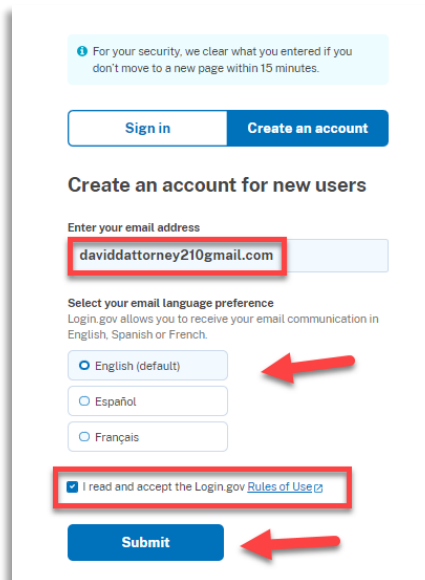 For your security, we clear what you entered if you
don't move to a new page within 15 minutes.
Sign in
Create an account
Create an account for new users
Enter your email address
daviddattorney210gmail.com
Select your email language preference
Login.gov allows you to receive your email communication in
English, Spanish or French.
English (default)
Español
Français
I read and accept the Login.gov Rules of Use
Submit